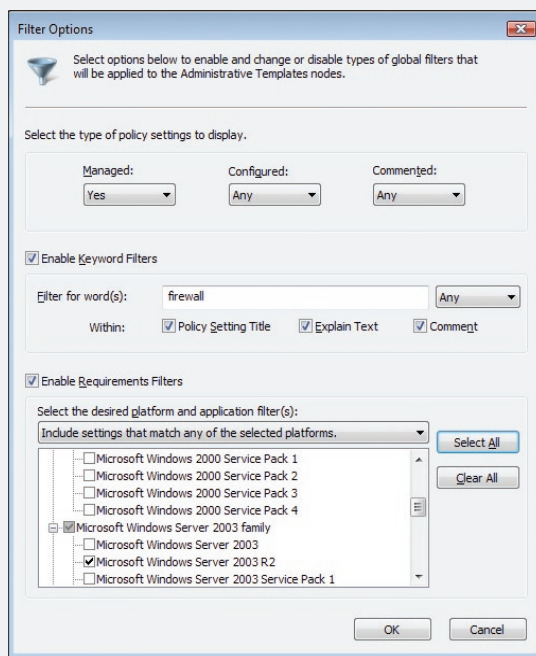 Filter Options
Select options below to enable and change or disable types of global filters that
will be applied to the Administrative Templates nodes.
Select the type of policy settings to display.
Managed: Configured: Commented:
Yes Any Any
Enable Keyword Filters
Filter for word(s): firewall Any
Within: Policy Setting Title Explain Text Comment
Enable Requirements Filters
Select the desired platform and application filter(s):
Include settings that match any of the selected platforms. Select All
Microsoft Windows 2000 Service Pack 1
Microsoft Windows 2000 Service Pack 2 Clear All
Microsoft Windows 2000 Service Pack 3
Microsoft Windows 2000 Service Pack 4
Microsoft Windows Server 2003 family
Microsoft Windows Server 2003
Microsoft Windows Server 2003 R2
Microsoft Windows Server 2003 Service Pack 1
OK Cancel